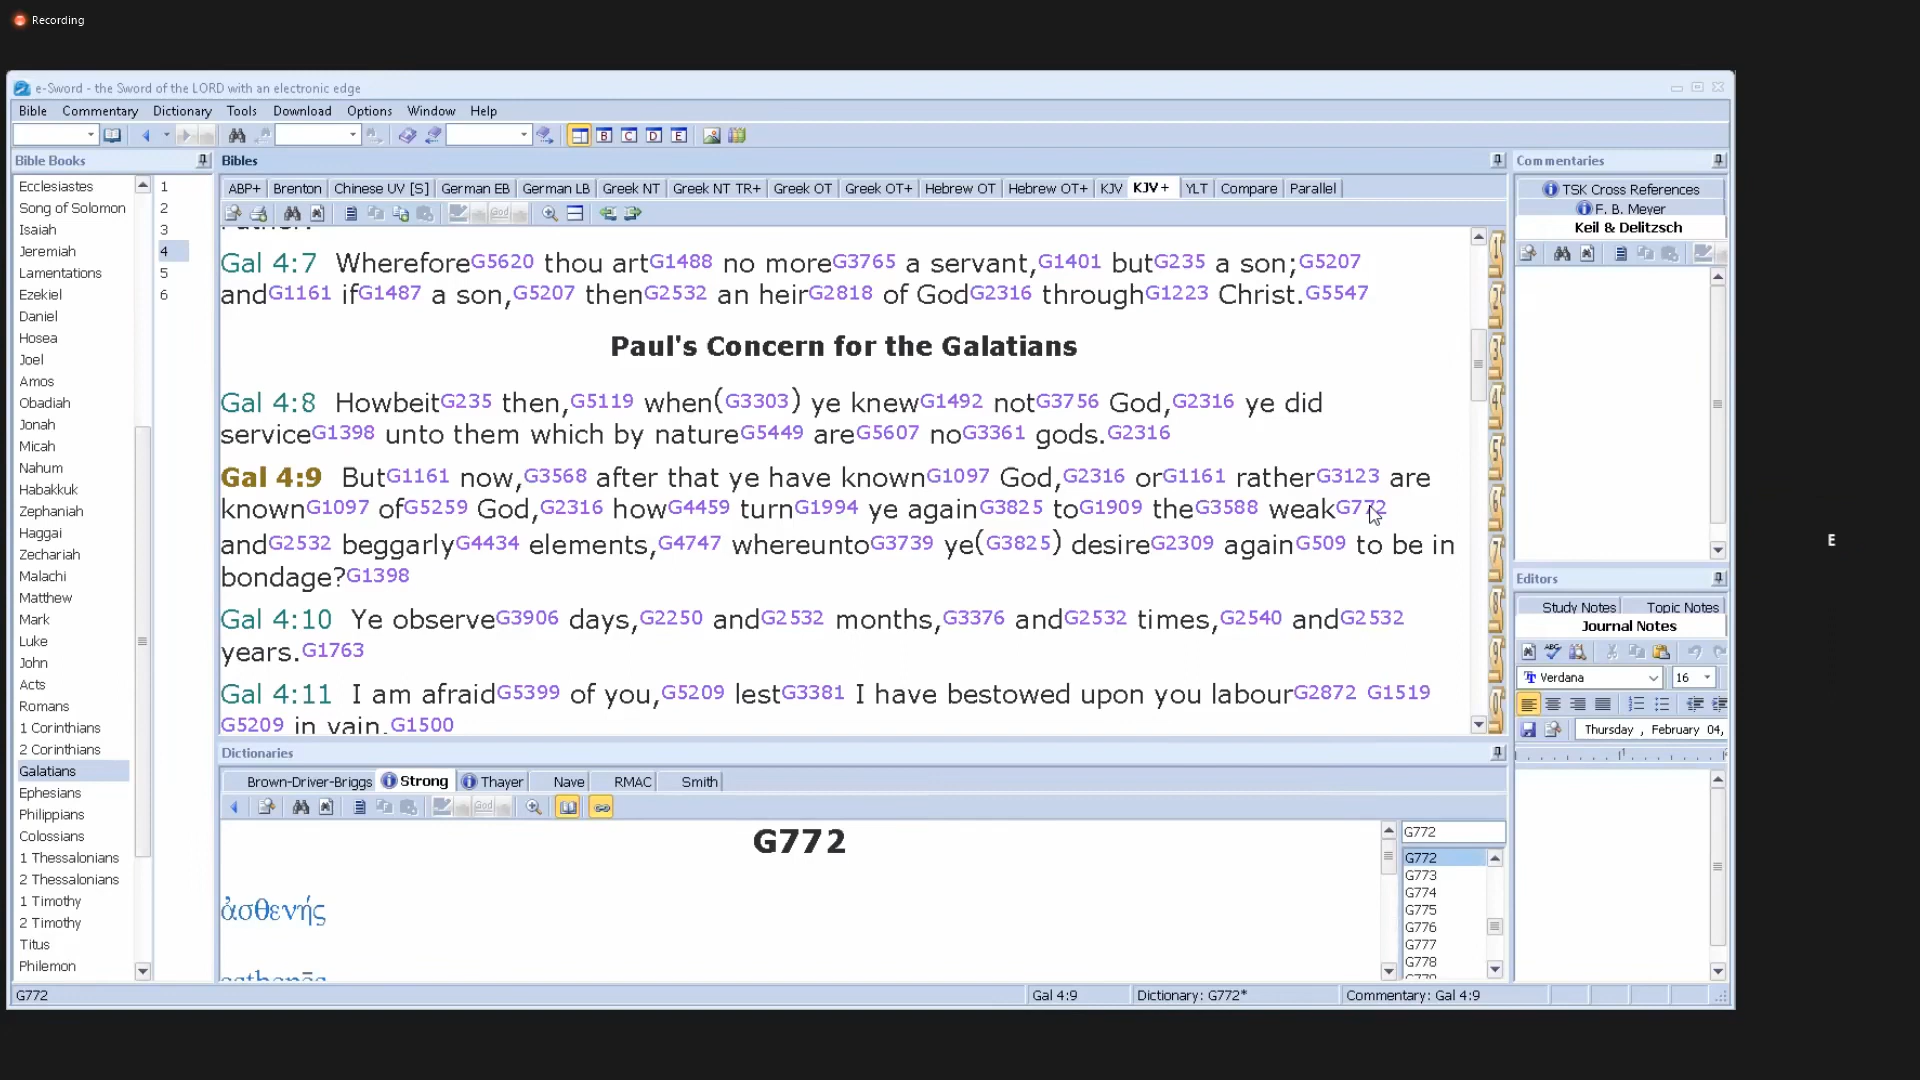 Recording
e-Sword - the Sword of the LORD with an electronic edge
Bible Commentary Dictionary Tools Download Options Window Help
B C D E
Bible Books
Ecclesiastes
Song of Solomon
Isaiah
Jeremiah
Lamentations
Ezekiel
Daniel
Hosea
Joel
Amos
Obadiah
Jonah
Micah
Nahum
Habakkuk
Zephaniah
Haggai
Zechariah
Malachi
Matthew
Mark
Luke
John
Acts
Romans
1 Corinthians
2 Corinthians
Galatians
Ephesians
Philippians
Colossians
1 Thessalonians
2 Thessalonians
1 Timothy
2 Timothy
Titus
Philemon
1
2
3
4
5
6
Bibles
ABP+ Brenton Chinese UV [S] German EB German LB Greek NT Greek NT TR+ Greek OT Greek OT+ Hebrew OT Hebrew OT+ KJV KJV+ YLT Compare Parallel
Gal 4:7 WhereforeG5620 thou artG1488 no moreG3765 a servant,G1401 butG235 a son;G5207
andG1161 ifG1487 a son,G5207 thenG2532 an heirG2818 of GodG2316 throughG1223 Christ.G5547
Paul's Concern for the Galatians
Gal 4:8 HowbeitG235 then,G5119 when(G3303) ye knewG1492 notG3756 God,G2316 ye did
serviceG1398 unto them which by natureG5449 areG5607 noG3361 gods.G2316
Gal 4:9 ButG1161 now,G3568 after that ye have knownG1097 God,G2316 orG1161 ratherG3123 are
knownG1097 ofG5259 God,G2316 howG4459 turnG1994 ye againG3825 toG1909 theG3588 weakG772
andG2532 beggarlyG4434 elements,G4747 whereuntoG3739 ye(G3825) desireG2309 againG509 to be in
bondage?G1398
Gal 4:10 Ye observeG3906 days,G2250 andG2532 months,G3376 andG2532 times,G2540 andG2532
years.G1763
Gal 4:11 I am afraidG5399 of you,G5209 lestG3381 I have bestowed upon you labourG2872 G1519
G5209 in vain.G1500
1
2
3
4
5
6
7
8
9
0
Dictionaries
Brown-Driver-Briggs Strong Thayer Nave RMAC Smith
G772
ἀσθενής
G772
G772
G773
G774
G775
G776
G777
G778
Commentaries
TSK Cross References
F. B. Meyer
Keil & Delitzsch
Editors
Study Notes Topic Notes
Journal Notes
Verdana 16
Thursday , February 04,
E
G772 Gal 4:9 Dictionary: G772* Commentary: Gal 4:9